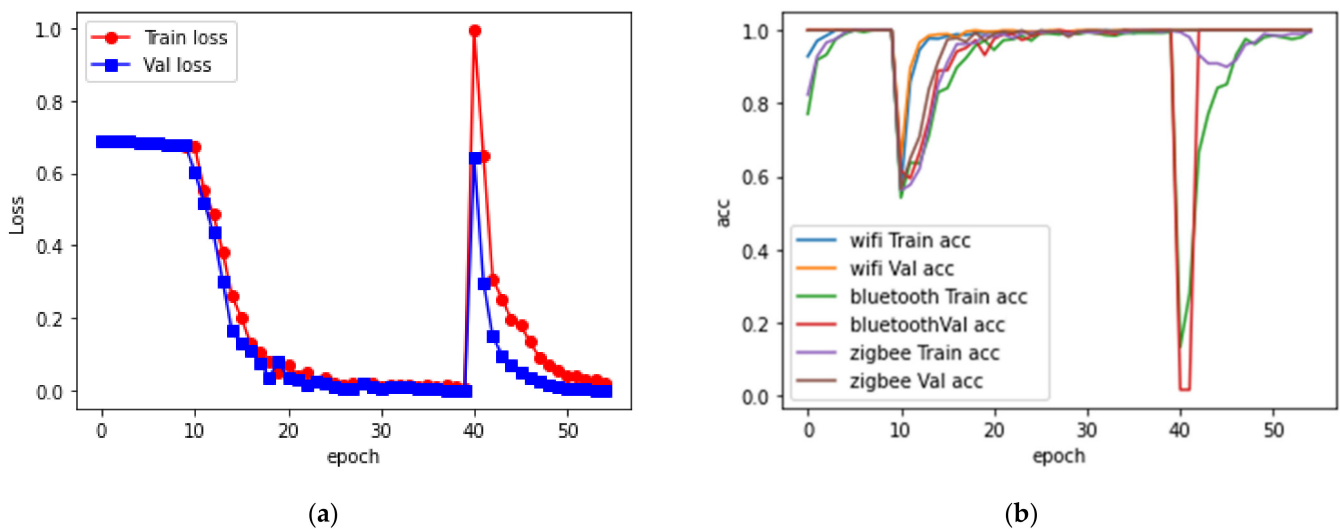 Train loss
Val loss
1.0
0.8
0.6
0.4
0.2
0.0
Loss
0
10
20
30
40
50
epoch
(a)
1.0
0.8
0.6
0.4
0.2
0.0
acc
wifi Train acc
wifi Val acc
bluetooth Train acc
bluetoothVal acc
zigbee Train acc
zigbee Val acc
0
10
20
30
40
50
epoch
(b)